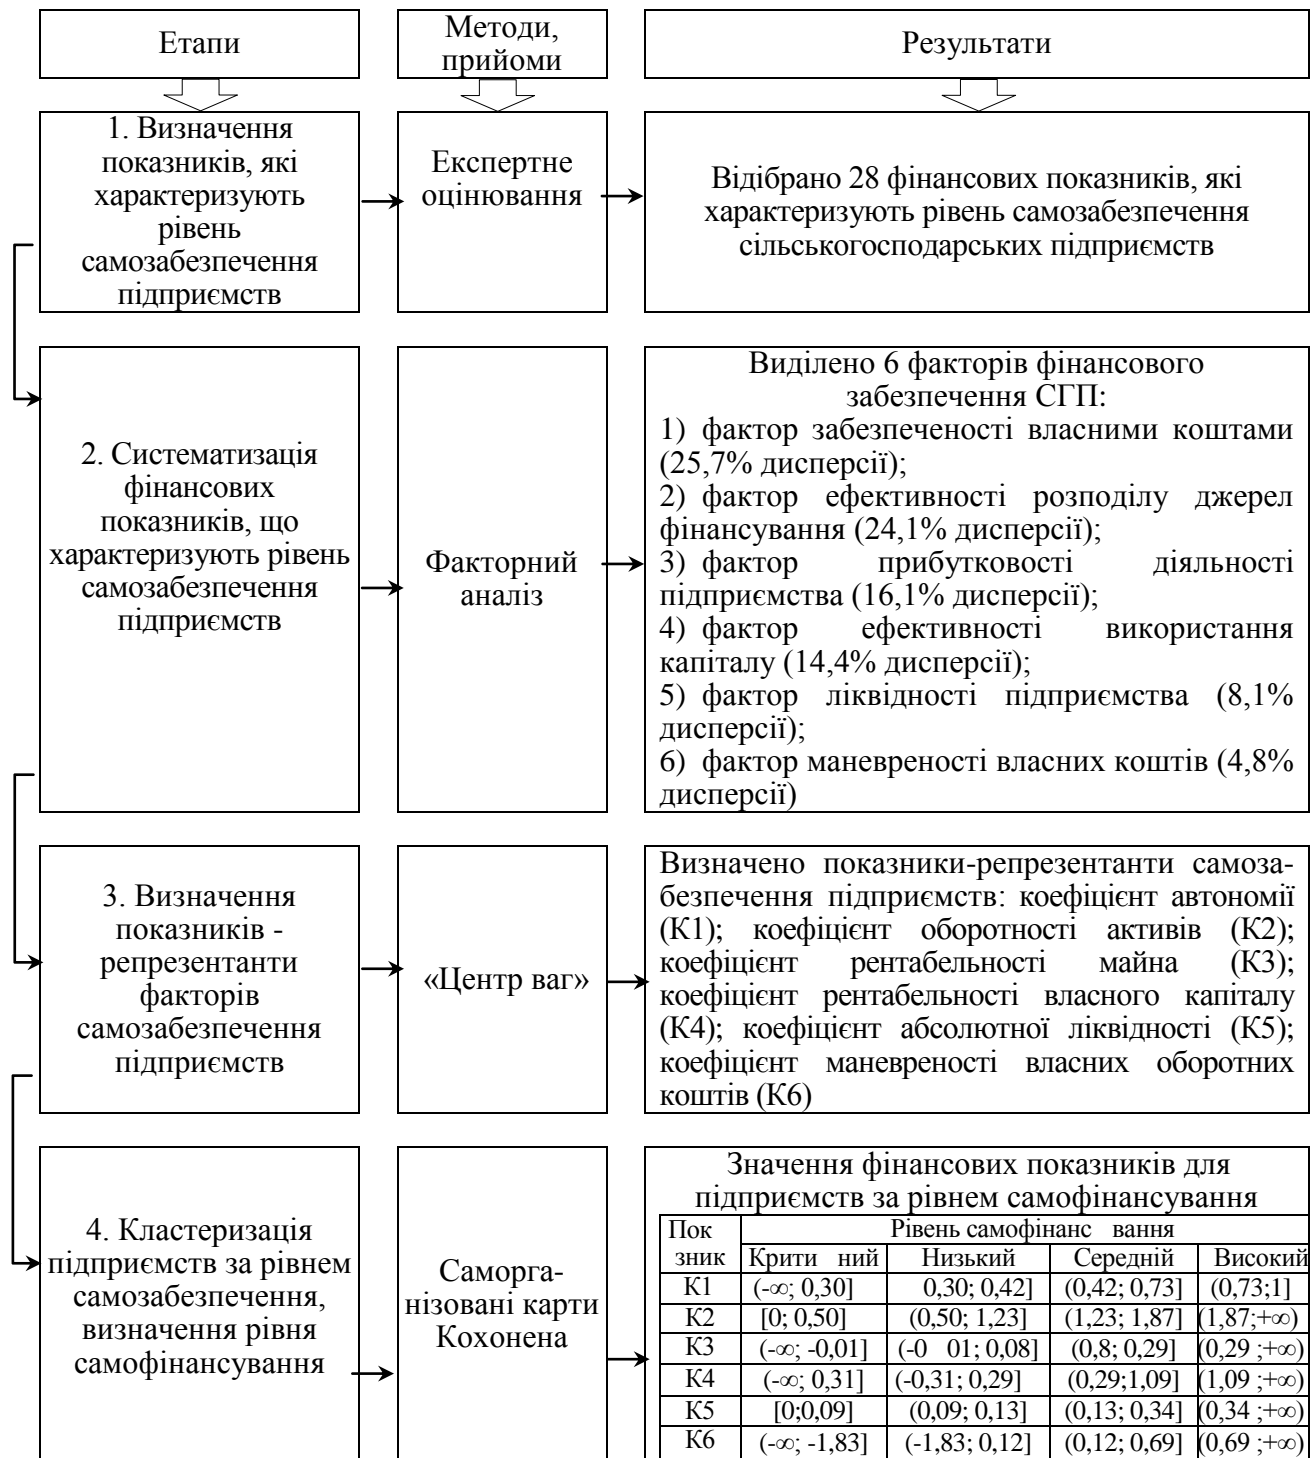 Етапи
Методи,
прийоми
Результати
1. Визначення
показників, які
характеризують
рівень
самозабезпечення
підприємств
Експертне
оцінювання
Відібрано 28 фінансових показників, які
характеризують рівень самозабезпечення
сільськогосподарських підприємств
2. Систематизація
фінансових
показників, що
характеризують рівень
самозабезпечення
підприємств
Факторний
аналіз
Виділено 6 факторів фінансового
забезпечення СГП:
1) фактор забезпеченості власними коштами
(25,7% дисперсії);
2) фактор ефективності розподілу джерел
фінансування (24,1% дисперсії);
3) фактор прибутковості діяльності
підприємства (16,1% дисперсії);
4) фактор ефективності використання
капіталу (14,4% дисперсії);
5) фактор ліквідності підприємства (8,1%
дисперсії);
6) фактор маневреності власних коштів (4,8%
дисперсії)
3. Визначення
показників -
репрезентанти
факторів
самозабезпечення
підприємств
«Центр ваг»
Визначено показники-репрезентанти самоза-
безпечення підприємств: коефіцієнт автономії
(К1); коефіцієнт оборотності активів (К2);
коефіцієнт рентабельності майна (К3);
коефіцієнт рентабельності власного капіталу
(К4); коефіцієнт абсолютної ліквідності (К5);
коефіцієнт маневреності власних оборотних
коштів (К6)
4. Кластеризація
підприємств за рівнем
самозабезпечення,
визначення рівня
самофінансування
Саморга-
нізовані карти
Кохонена
Значення фінансових показників для
підприємств за рівнем самофінансування
Пок зник Рівень самофінанс вання
Крити ний Низький Середній Високий
К1 (-∞; 0,30] 0,30; 0,42] (0,42; 0,73] (0,73;1]
К2 [0; 0,50] (0,50; 1,23] (1,23; 1,87] (1,87;+∞)
К3 (-∞; -0,01] (-0 01; 0,08] (0,8; 0,29] (0,29 ;+∞)
К4 (-∞; 0,31] (-0,31; 0,29] (0,29;1,09] (1,09 ;+∞)
К5 [0;0,09] (0,09; 0,13] (0,13; 0,34] (0,34 ;+∞)
К6 (-∞; -1,83] (-1,83; 0,12] (0,12; 0,69] (0,69 ;+∞)